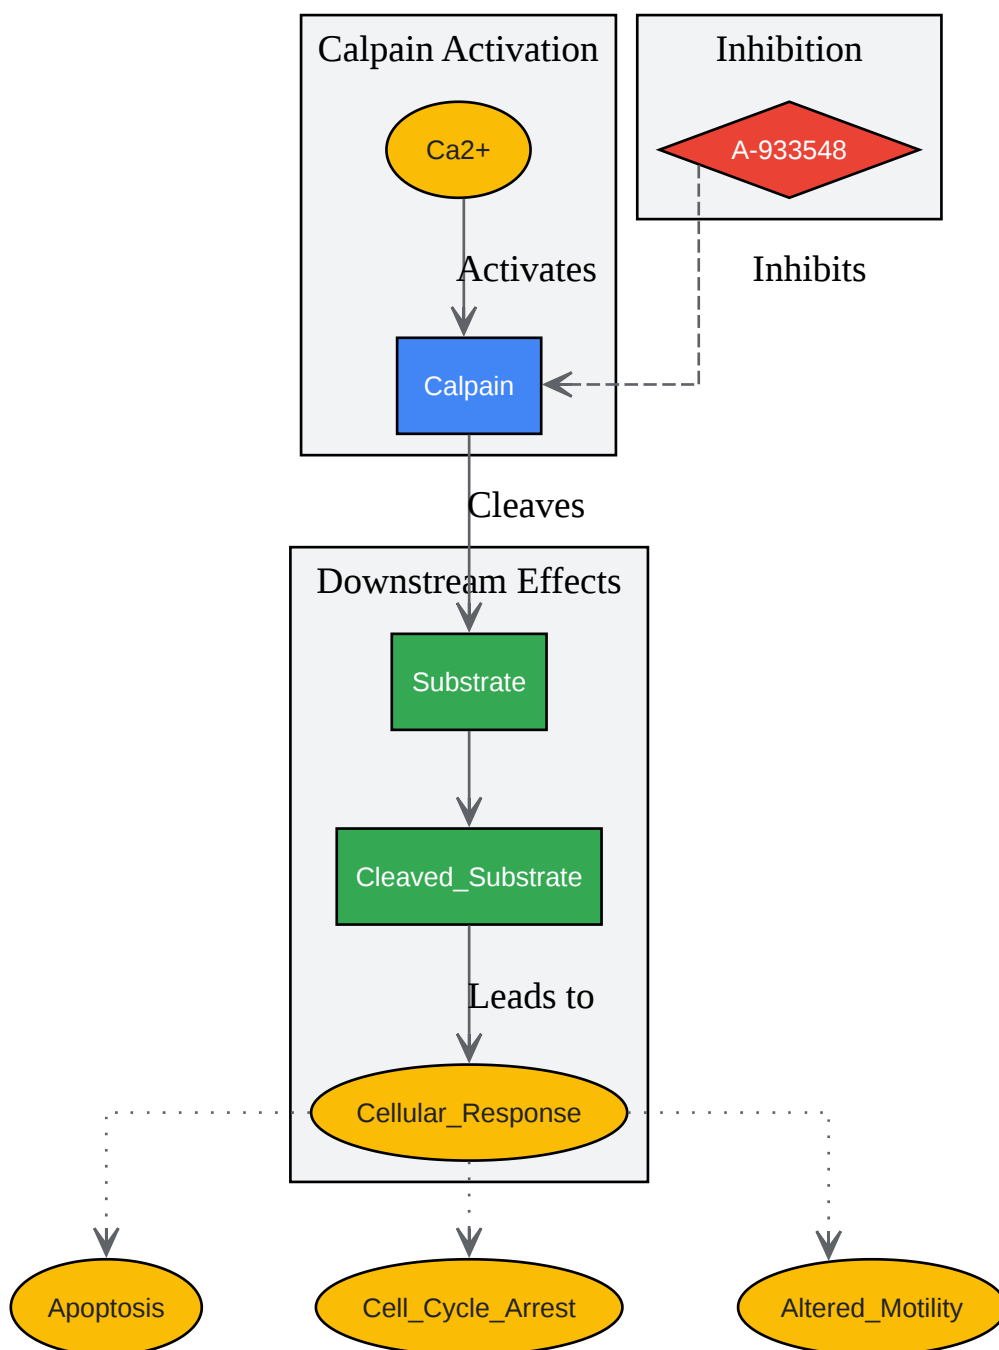 Calpain Activation
Inhibition
Ca2+
A-933548
Activates
Inhibits
Calpain
Cleaves
Downstream Effects
Substrate
Cleaved_Substrate
Leads to
Cellular_Response
Apoptosis
Cell_Cycle_Arrest
Altered_Motility